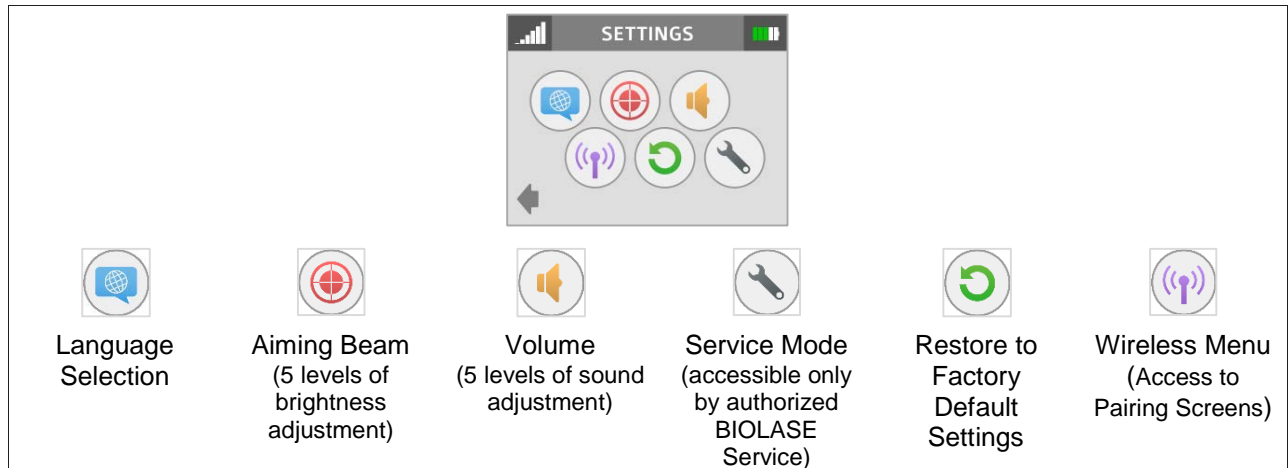 SETTINGS
Language
Selection
Aiming Beam
(5 levels of
brightness
adjustment)
Volume
(5 levels of sound
adjustment)
Service Mode
(accessible only
by authorized
BIOLASE
Service)
Restore to
Factory
Default
Settings
Wireless Menu
(Access to
Pairing Screens)